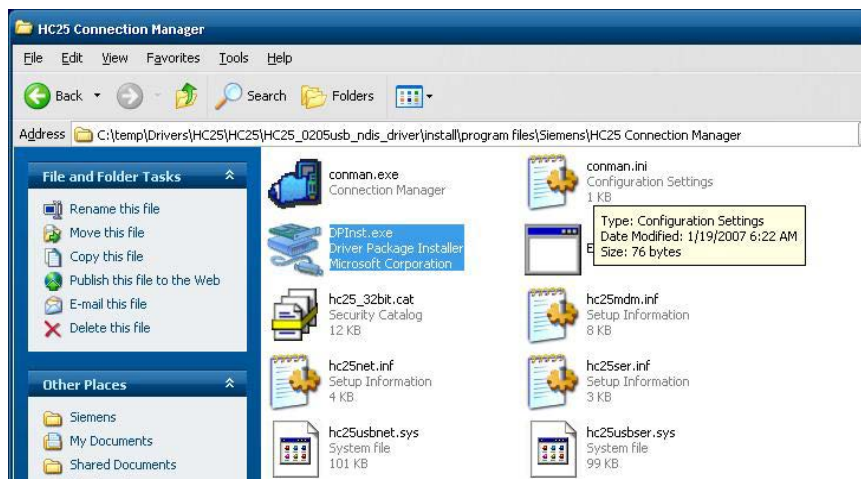 HC25 Connection Manager
File Edit View Favorites Tools Help
Back Search Folders
Address C:\temp\Drivers\HC25\HC25\HC25_0205usb_ndis_driver\install\program files\Siemens\HC25 Connection Manager
File and Folder Tasks
Rename this file
Move this file
Copy this file
Publish this file to the Web
E-mail this file
Delete this file
Other Places
Siemens
My Documents
Shared Documents
conman.exe
Connection Manager
conman.ini
Configuration Settings
1 KB
Type: Configuration Settings
Date Modified: 1/19/2007 6:22 AM
Size: 76 bytes
DPInst.exe
Driver Package Installer
Microsoft Corporation
hc25_32bit.cat
Security Catalog
12 KB
hc25mdm.inf
Setup Information
8 KB
hc25net.inf
Setup Information
4 KB
hc25ser.inf
Setup Information
3 KB
hc25usbnet.sys
System file
101 KB
hc25usbser.sys
System file
99 KB